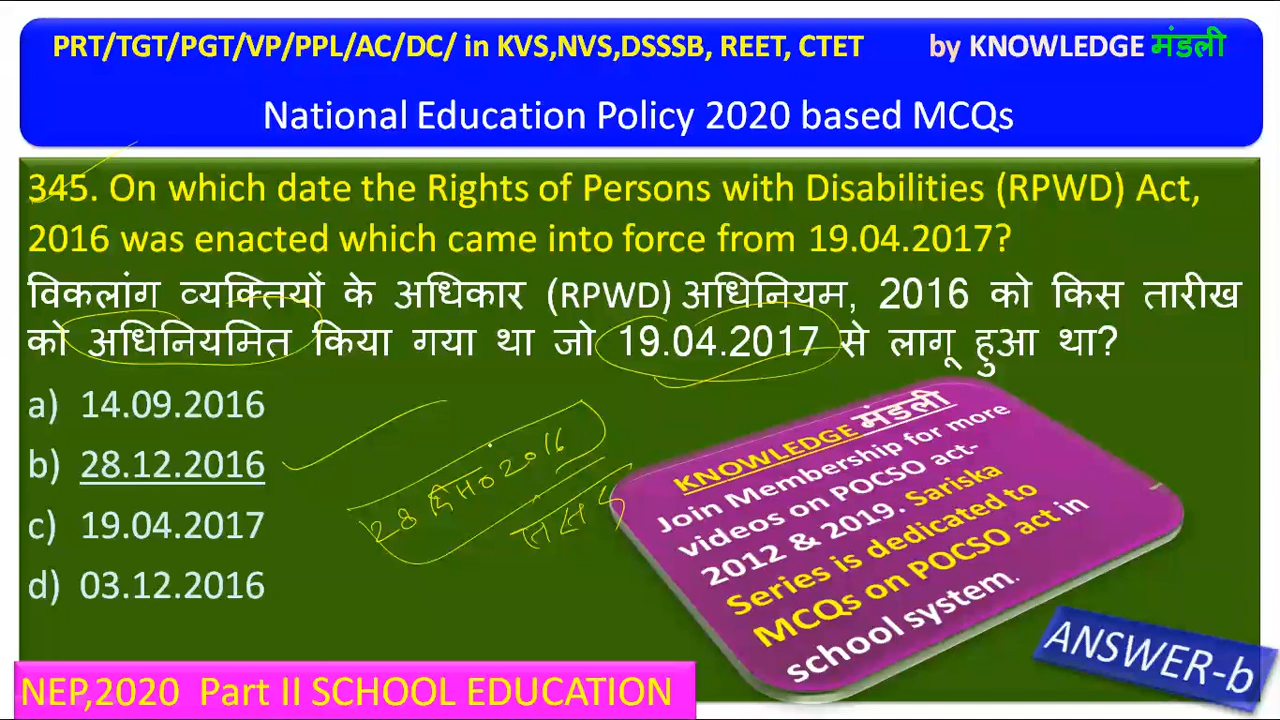 PRT/TGT/PGT/VP/PPL/AC/DC/ in KVS,NVS,DSSSB, REET, CTET by KNOWLEDGE मंडली
National Education Policy 2020 based MCQs
345. On which date the Rights of Persons with Disabilities (RPWD) Act,
2016 was enacted which came into force from 19.04.2017?
विकलांग व्यक्तियों के अधिकार (RPWD) अधिनियम, 2016 को किस तारीख
को अधिनियमित किया गया था जो 19.04.2017 से लागू हुआ था?
a) 14.09.2016
b) 28.12.2016
c) 19.04.2017
d) 03.12.2016
KNOWLEDGE मंडली
Join Membership for more
videos on POCSO act-
2012 & 2019. Sariska
Series is dedicated to
MCQs on POCSO act in
school system.
ANSWER-b
NEP,2020 Part II SCHOOL EDUCATION